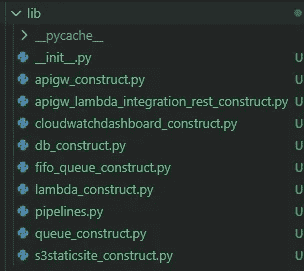 lib
__pycache__
__init__.py
apigw_construct.py U
apigw_lambda_integration_rest_construct.py U
cloudwatchdashboard_construct.py U
db_construct.py U
fifo_queue_construct.py U
lambda_construct.py U
pipelines.py U
queue_construct.py U
s3staticsite_construct.py U